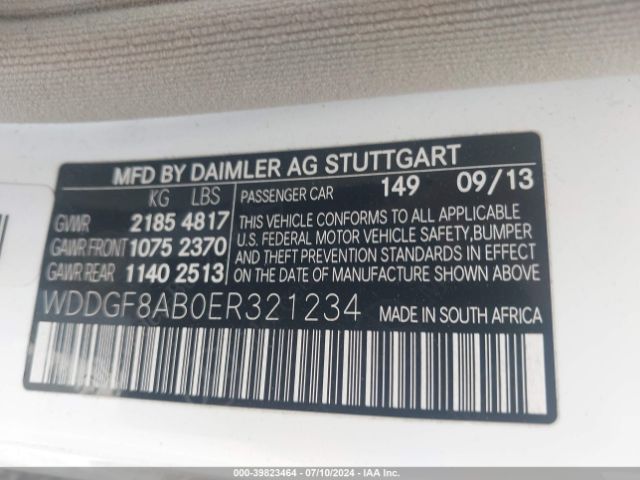 MFD BY DAIMLER AG STUTTGART
KG LBS
PASSENGER CAR 149 09/13
GVWR 2185 4817
GAWR FRONT 1075 2370
GAWR REAR 1140 2513
THIS VEHICLE CONFORMS TO ALL APPLICABLE
U.S. FEDERAL MOTOR VEHICLE SAFETY,BUMPER
AND THEFT PREVENTION STANDARDS IN EFFECT
ON THE DATE OF MANUFACTURE SHOWN ABOVE
WDDGF8AB0ER321234 MADE IN SOUTH AFRICA
000-39823464 - 07/10/2024 - IAA Inc.